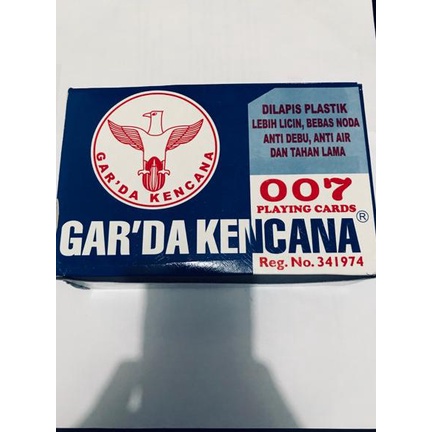 GAR'DA KENCANA
DILAPIS PLASTIK
LEBIH LICIN, BEBAS NODA
ANTI DEBU, ANTI AIR
DAN TAHAN LAMA
007
PLAYING CARDS
GAR'DA KENCANA®
Reg. No. 341974